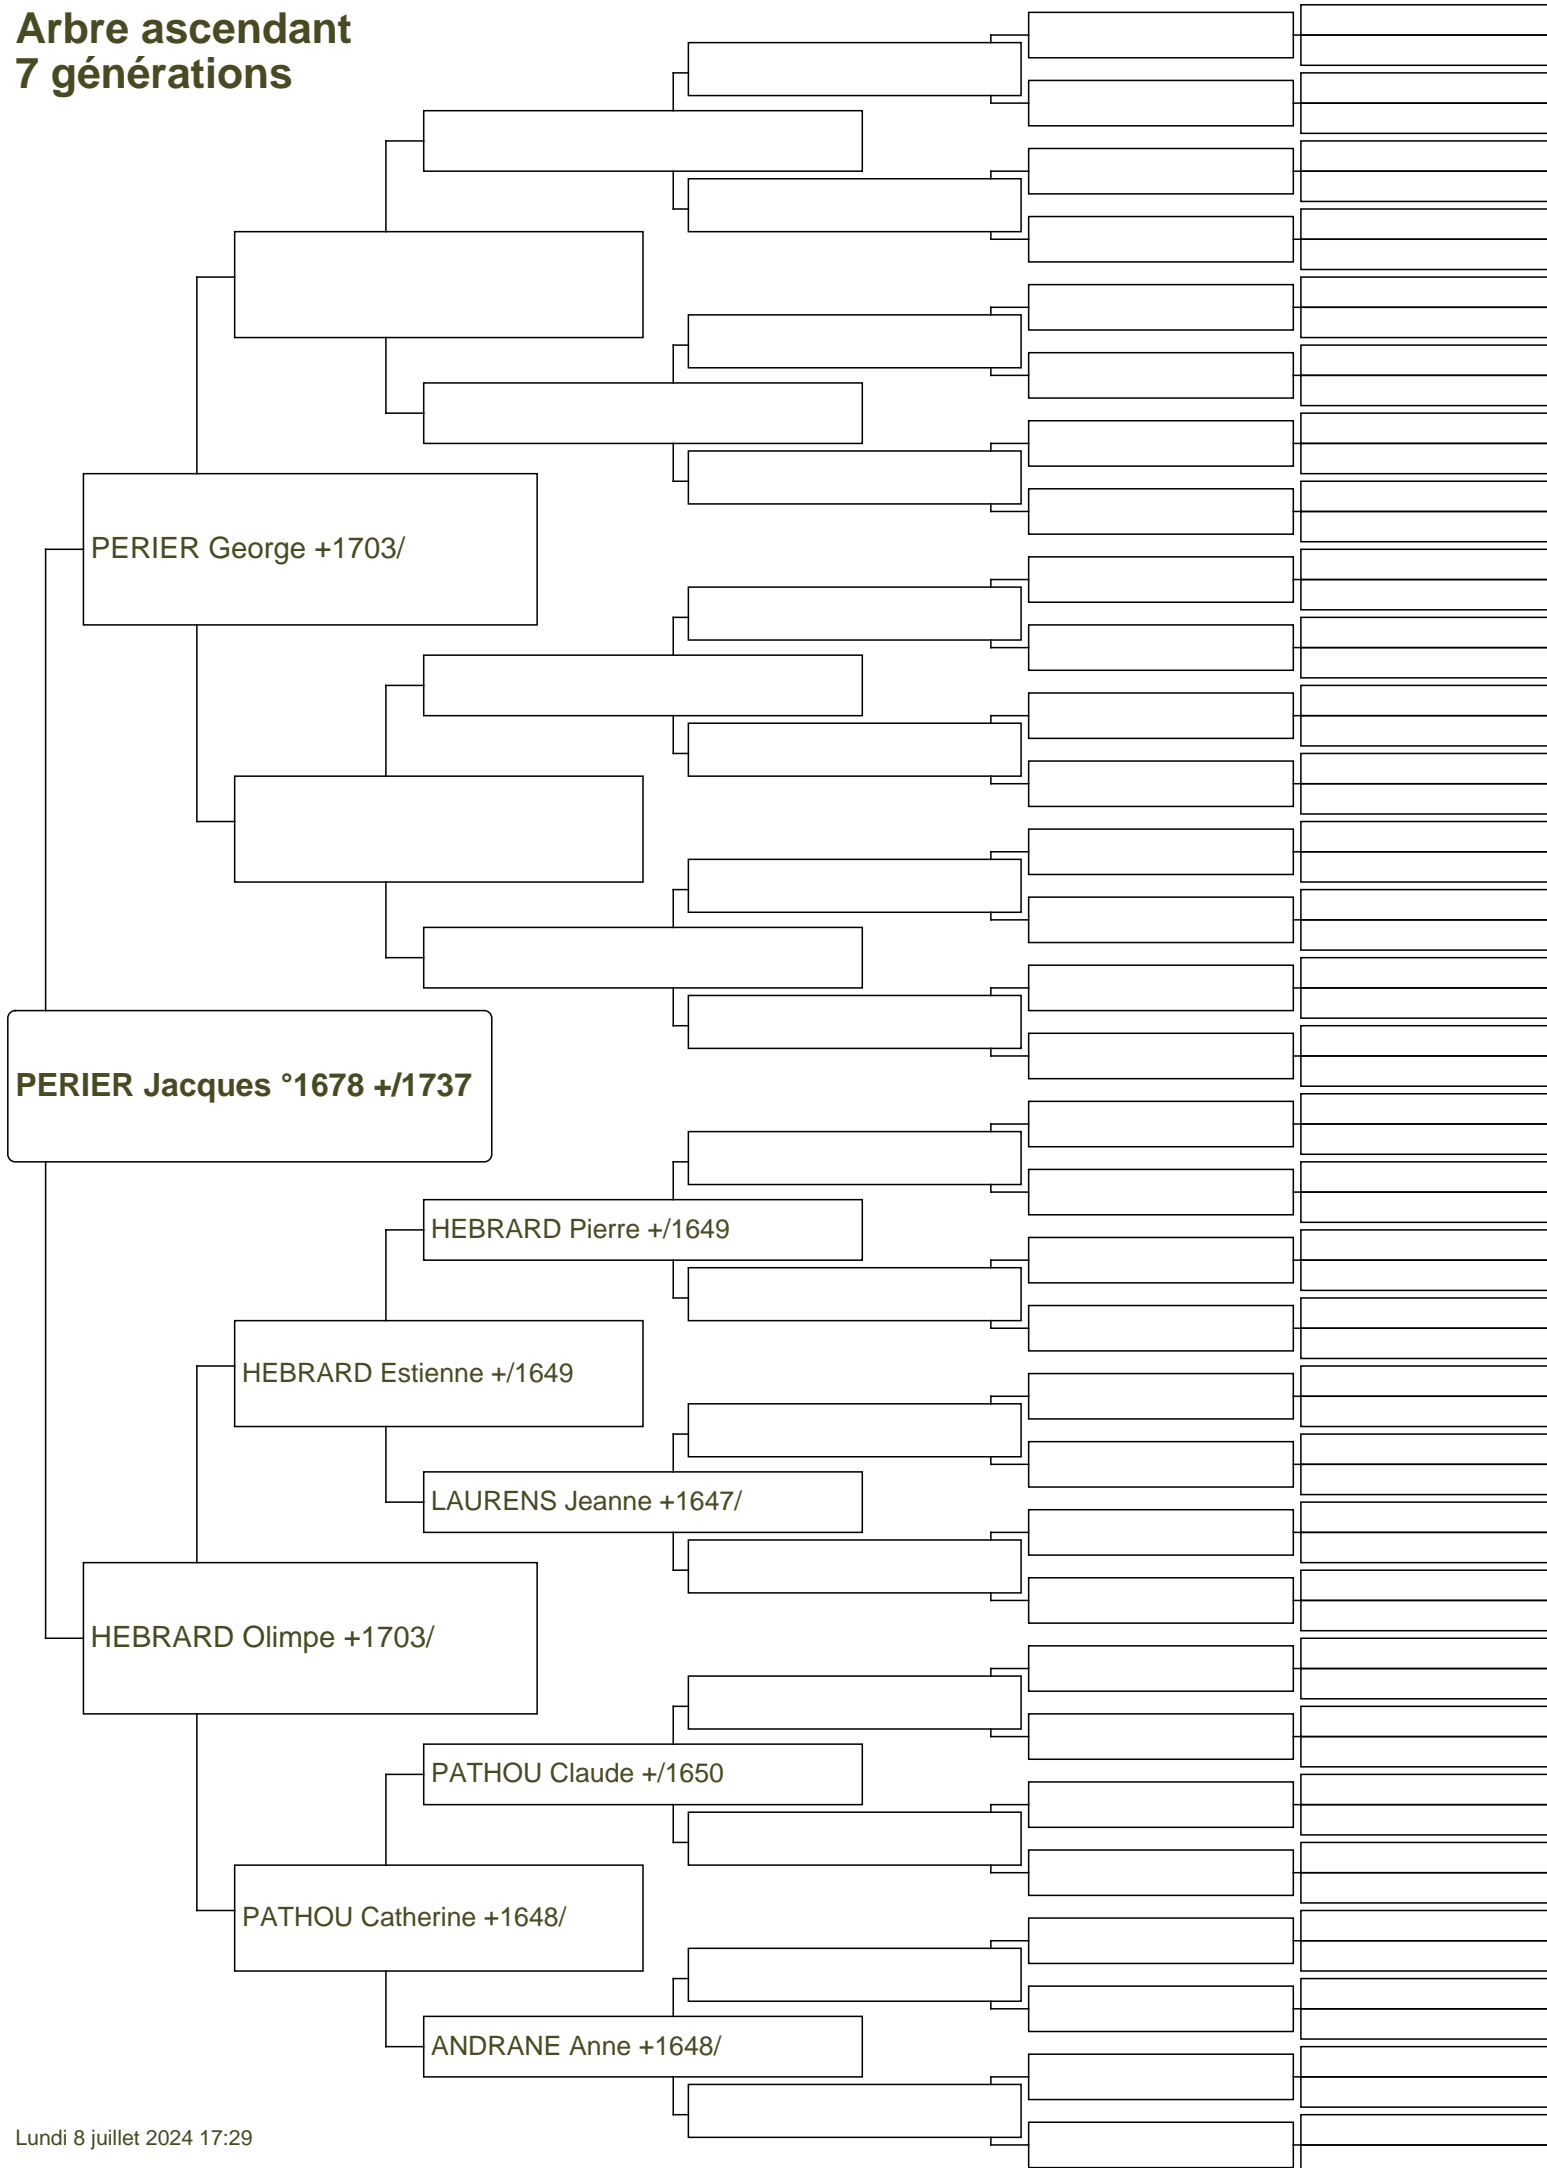 Arbre ascendant
7 générations
PERIER George +1703/
PERIER Jacques °1678 +/1737
HEBRARD Pierre +/1649
HEBRARD Estienne +/1649
LAURENS Jeanne +1647/
HEBRARD Olimpe +1703/
PATHOU Claude +/1650
PATHOU Catherine +1648/
ANDRANE Anne +1648/
Lundi 8 juillet 2024 17:29